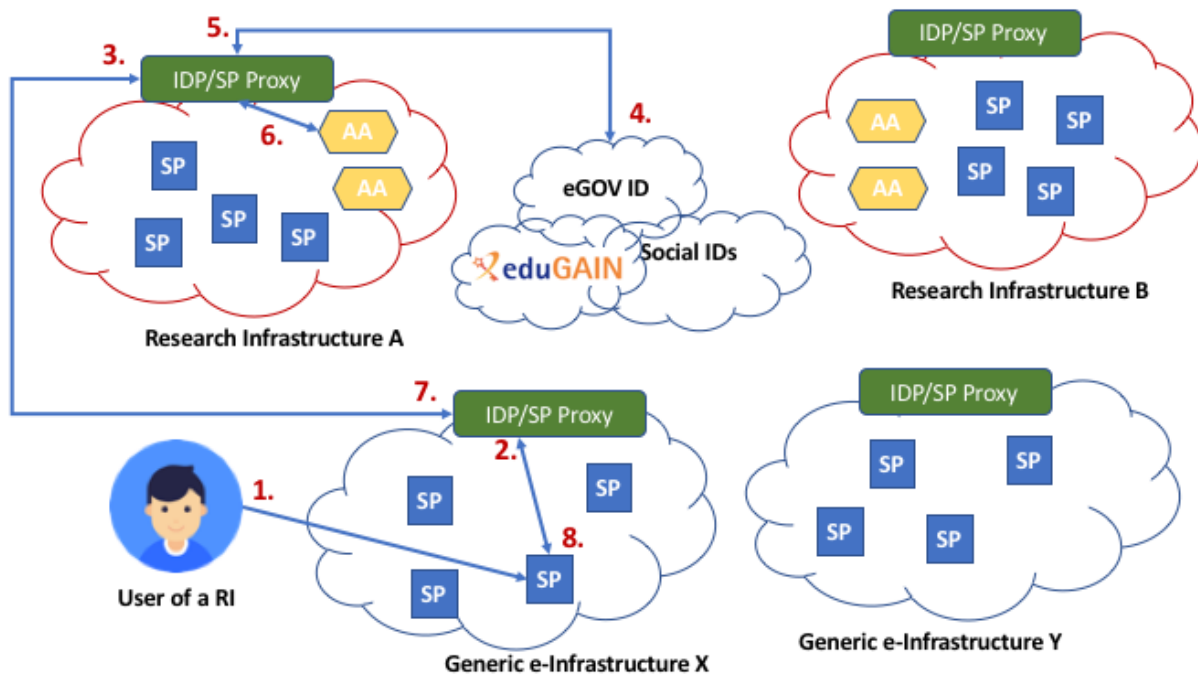 5.
IDP/SP Proxy
3.
IDP/SP Proxy
SP
AA
4.
AA
SP
6.
SP
eGOV ID
SP
AA
AA
SP
SP
SP
SP
SP
eduGAIN
Social IDs
Research Infrastructure B
Research Infrastructure A
7.
IDP/SP Proxy
IDP/SP Proxy
2.
SP
SP
SP
1.
SP
8.
SP
SP
SP
SP
User of a RI
Generic e-Infrastructure Y
Generic e-Infrastructure X